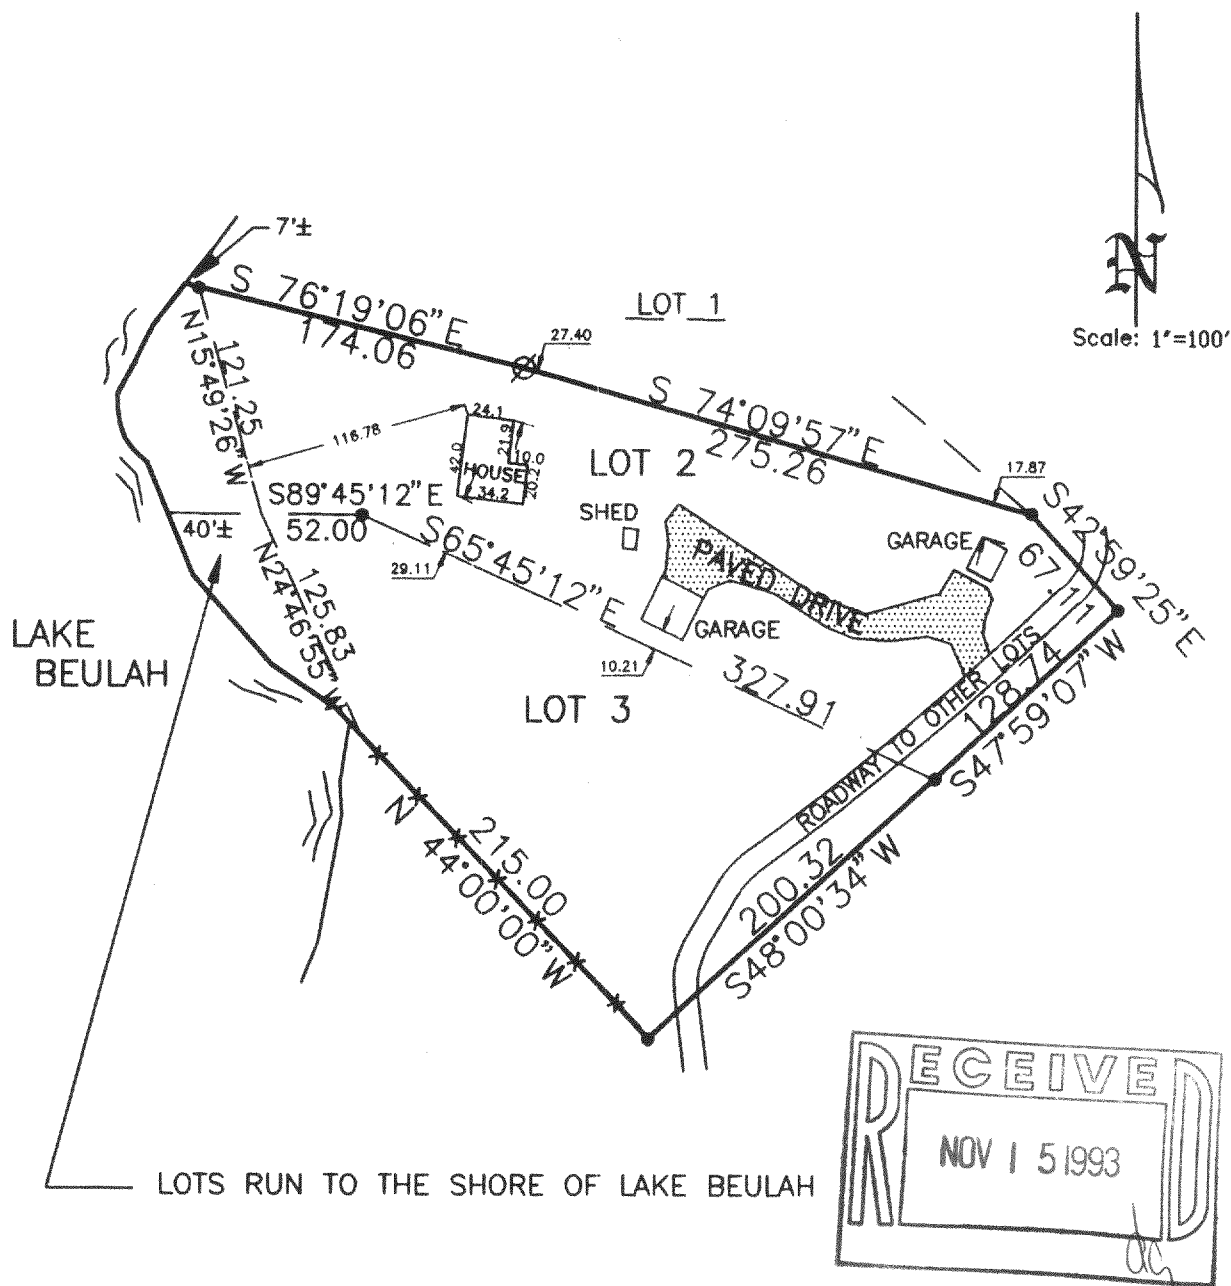 N
Scale: 1"=100'
7'±
S 76°19'06" E
174.06
LOT 1
27.40
S 74°09'57" E
275.26
N15°49'26" W
121.25
116.78
24.1
21.9
10.0
42.0
HOUSE
34.2
20.2
LOT 2
17.87
S42°59'25" E
67.11
S89°45'12" E
52.00
40'±
SHED
GARAGE
S65°45'12" E
327.91
29.11
PAVED DRIVE
GARAGE
10.21
N24°46'55" W
125.83
LAKE
BEULAH
LOT 3
ROADWAY TO OTHER LOTS
128.74
S47°59'07" W
215.00
N 44°00'00" W
200.32
S48°00'34" W
LOTS RUN TO THE SHORE OF LAKE BEULAH
RECEIVED
NOV 15 1993